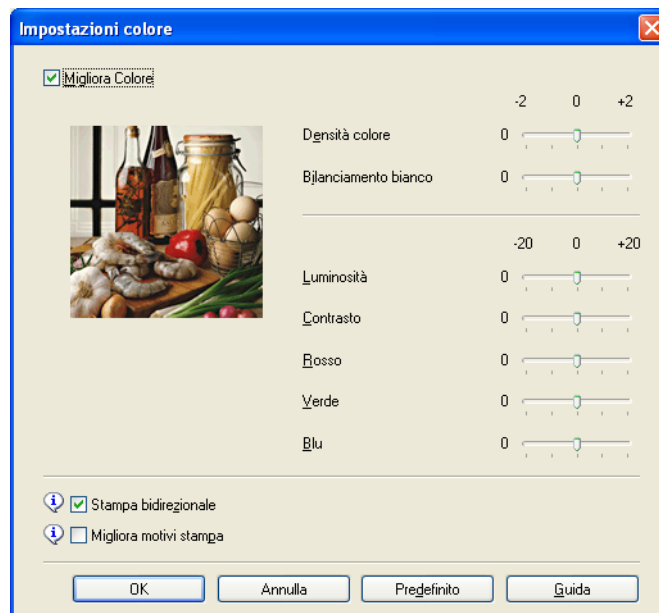 Impostazioni colore
Migliora Colore
-2 0 +2
Densità colore 0
Bilanciamento bianco 0
-20 0 +20
Luminosità 0
Contrasto 0
Rosso 0
Verde 0
Blu 0
Stampa bidirezionale
Migliora motivi stampa
OK Annulla Predefinito Guida